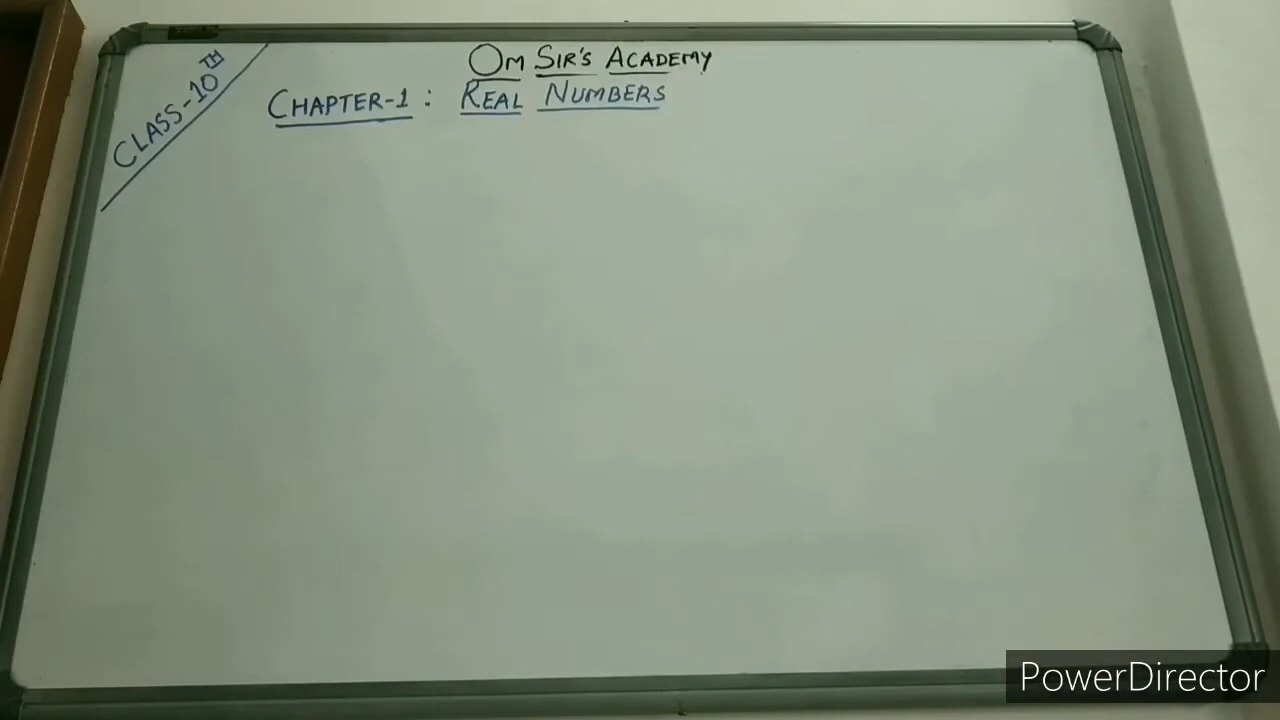 OM SIR'S ACADEMY
CLASS-10TH
CHAPTER-1: REAL NUMBERS
PowerDirector